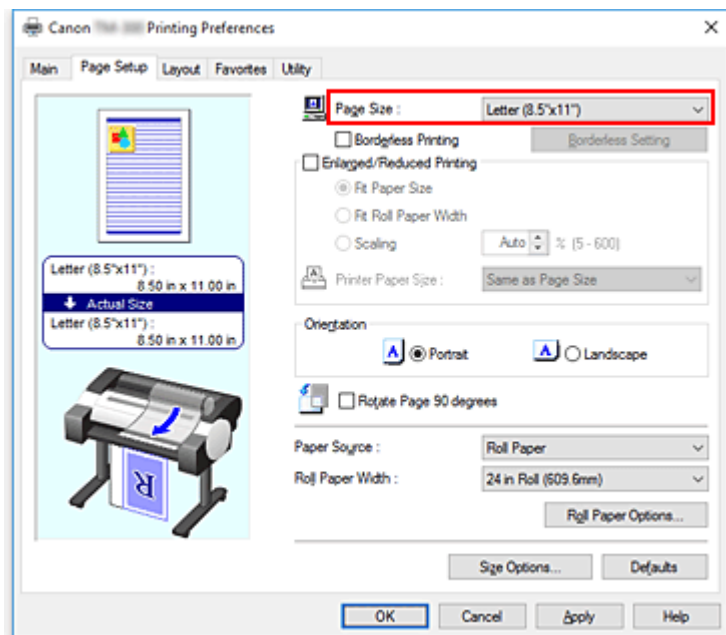 Canon Printing Preferences
Main Page Setup Layout Favorites Utility
Page Size : Letter (8.5"x11")
Borderless Printing Borderless Setting
Enlarged/Reduced Printing
Fit Paper Size
Fit Roll Paper Width
Scaling Auto % (5 - 600)
Printer Paper Size : Same as Page Size
Letter (8.5"x11") :
8.50 in x 11.00 in
Actual Size
Letter (8.5"x11") :
8.50 in x 11.00 in
Orientation
A Portrait A Landscape
Rotate Page 90 degrees
Paper Source : Roll Paper
Roll Paper Width : 24 in Roll (609.6mm)
Roll Paper Options...
R
Size Options... Defaults
OK Cancel Apply Help